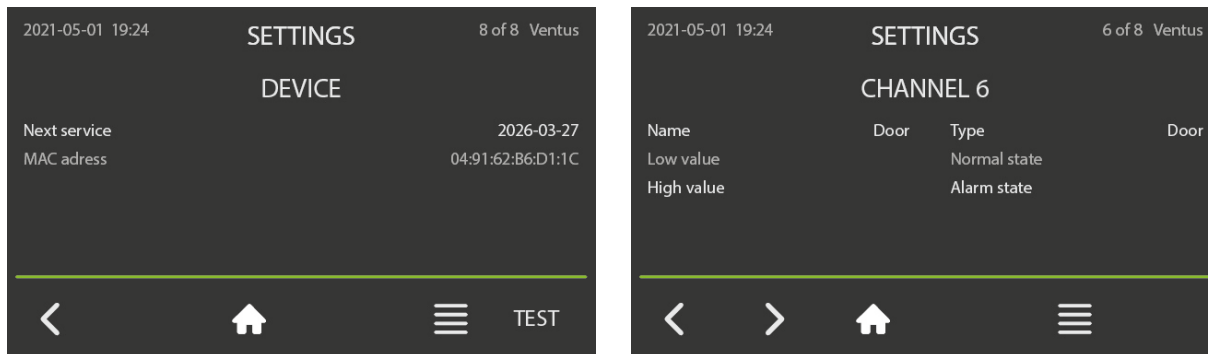 2021-05-01 19:24 SETTINGS 8 of 8 Ventus
DEVICE
Next service 2026-03-27
MAC adress 04:91:62:B6:D1:1C
TEST
2021-05-01 19:24 SETTINGS 6 of 8 Ventus
CHANNEL 6
Name Door Type Door
Low value Normal state
High value Alarm state